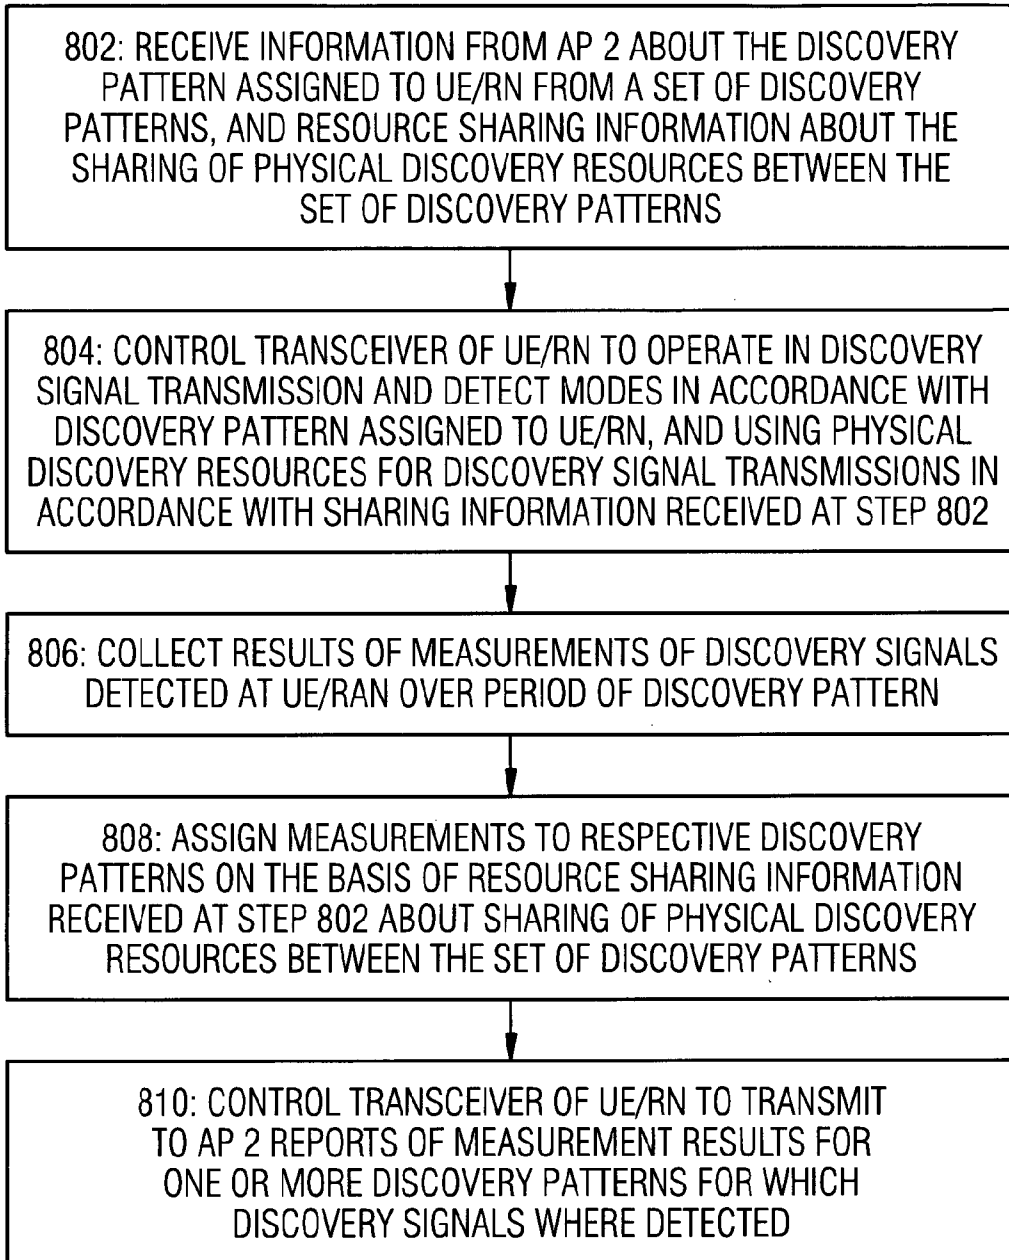 802: RECEIVE INFORMATION FROM AP 2 ABOUT THE DISCOVERY
PATTERN ASSIGNED TO UE/RN FROM A SET OF DISCOVERY
PATTERNS, AND RESOURCE SHARING INFORMATION ABOUT THE
SHARING OF PHYSICAL DISCOVERY RESOURCES BETWEEN THE
SET OF DISCOVERY PATTERNS
804: CONTROL TRANSCEIVER OF UE/RN TO OPERATE IN DISCOVERY
SIGNAL TRANSMISSION AND DETECT MODES IN ACCORDANCE WITH
DISCOVERY PATTERN ASSIGNED TO UE/RN, AND USING PHYSICAL
DISCOVERY RESOURCES FOR DISCOVERY SIGNAL TRANSMISSIONS IN
ACCORDANCE WITH SHARING INFORMATION RECEIVED AT STEP 802
806: COLLECT RESULTS OF MEASUREMENTS OF DISCOVERY SIGNALS
DETECTED AT UE/RAN OVER PERIOD OF DISCOVERY PATTERN
808: ASSIGN MEASUREMENTS TO RESPECTIVE DISCOVERY
PATTERNS ON THE BASIS OF RESOURCE SHARING INFORMATION
RECEIVED AT STEP 802 ABOUT SHARING OF PHYSICAL DISCOVERY
RESOURCES BETWEEN THE SET OF DISCOVERY PATTERNS
810: CONTROL TRANSCEIVER OF UE/RN TO TRANSMIT
TO AP 2 REPORTS OF MEASUREMENT RESULTS FOR
ONE OR MORE DISCOVERY PATTERNS FOR WHICH
DISCOVERY SIGNALS WHERE DETECTED